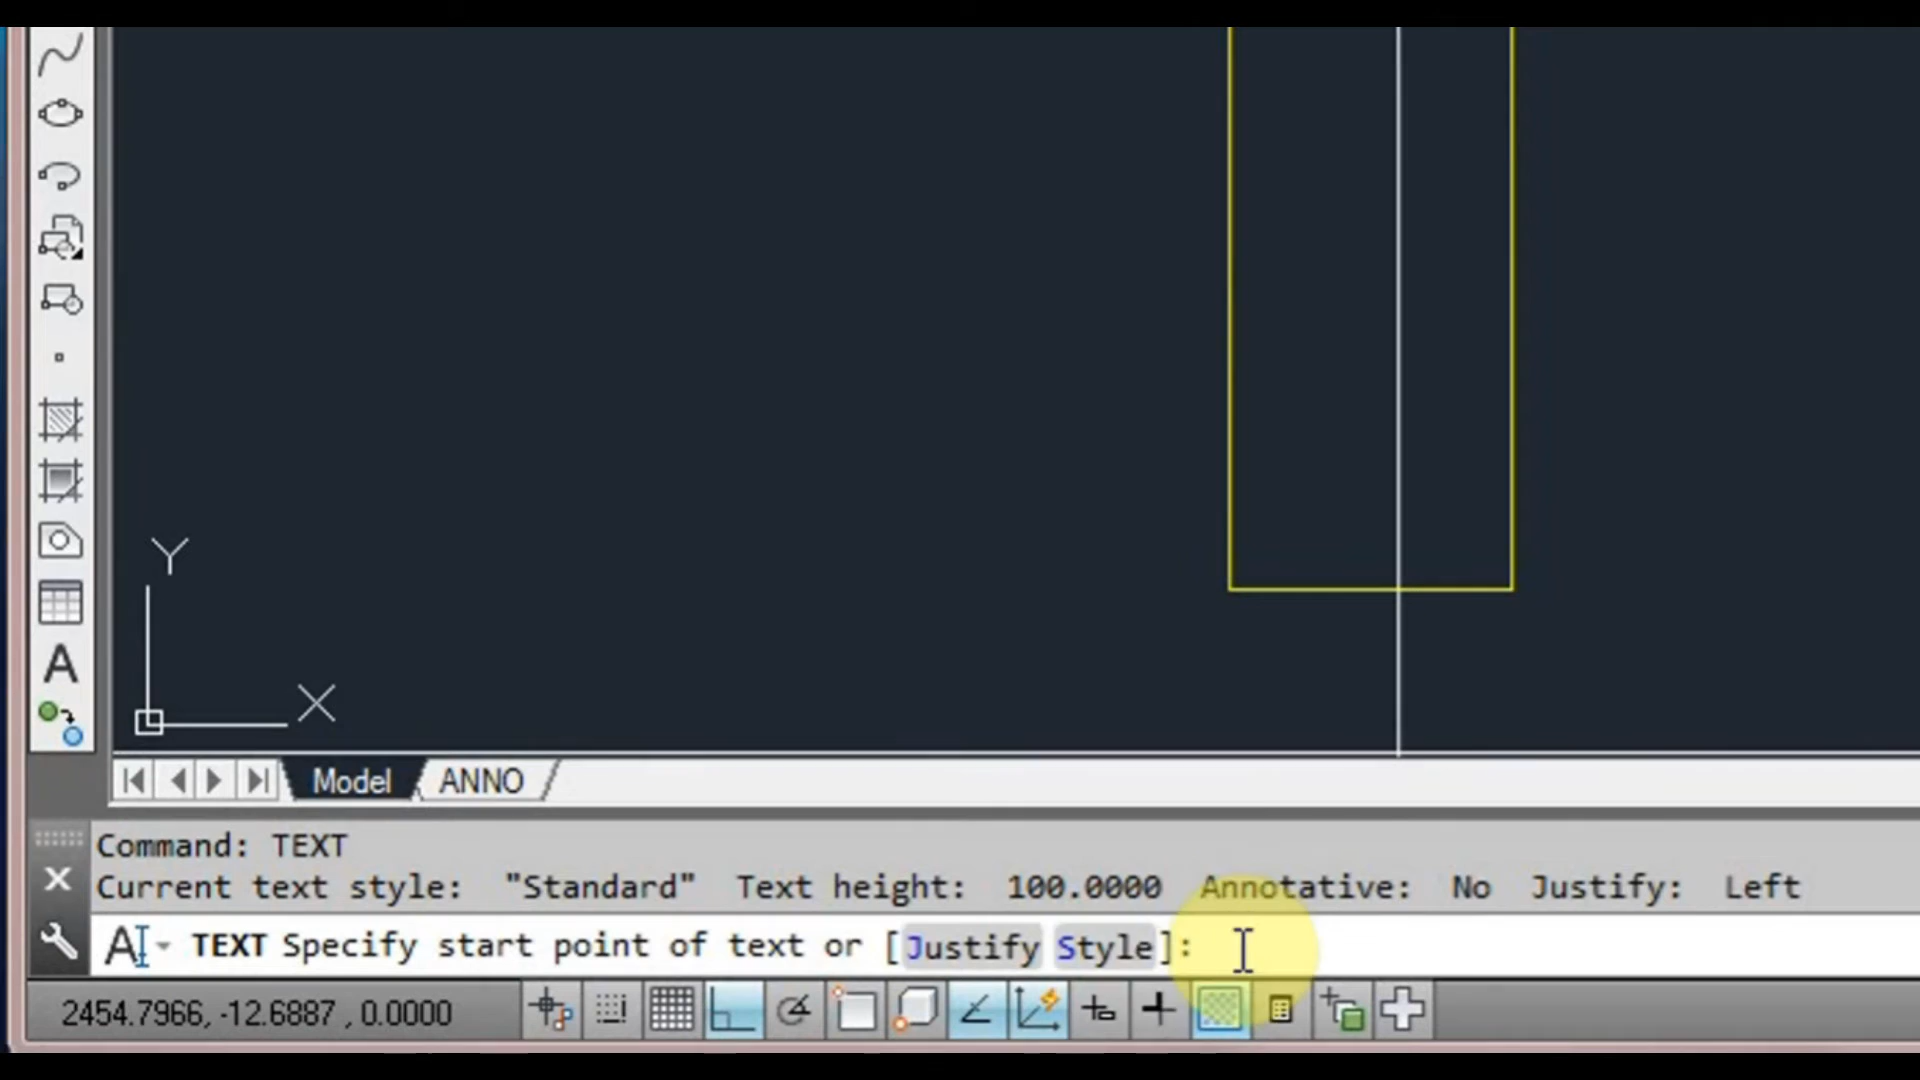 Y
X
Model ANNO
Command: TEXT
Current text style: "Standard" Text height: 100.0000 Annotative: No Justify: Left
TEXT Specify start point of text or [Justify Style]:
2454.7966, -12.6887 , 0.0000